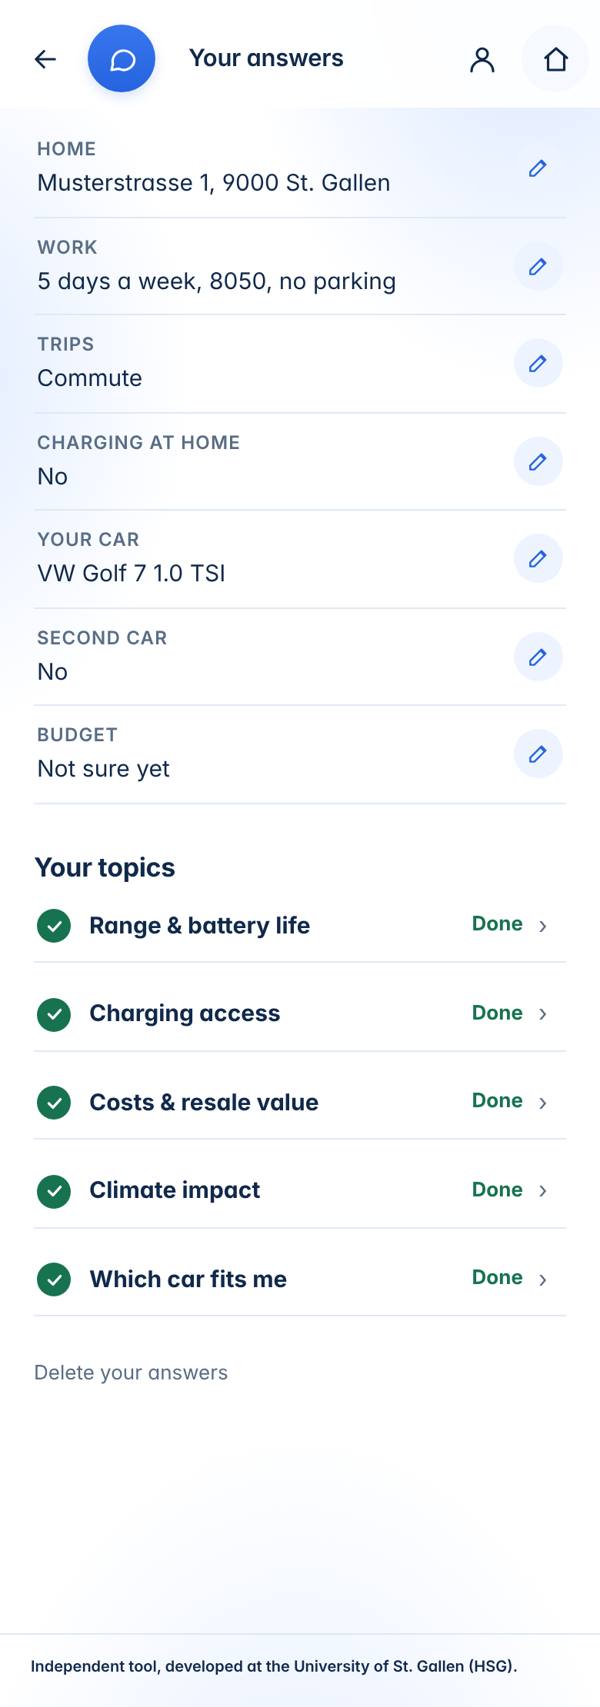 Your answers
HOME
Musterstrasse 1, 9000 St. Gallen
WORK
5 days a week, 8050, no parking
TRIPS
Commute
CHARGING AT HOME
No
YOUR CAR
VW Golf 7 1.0 TSI
SECOND CAR
No
BUDGET
Not sure yet
Your topics
Range & battery life Done
Charging access Done
Costs & resale value Done
Climate impact Done
Which car fits me Done
Delete your answers
Independent tool, developed at the University of St. Gallen (HSG).